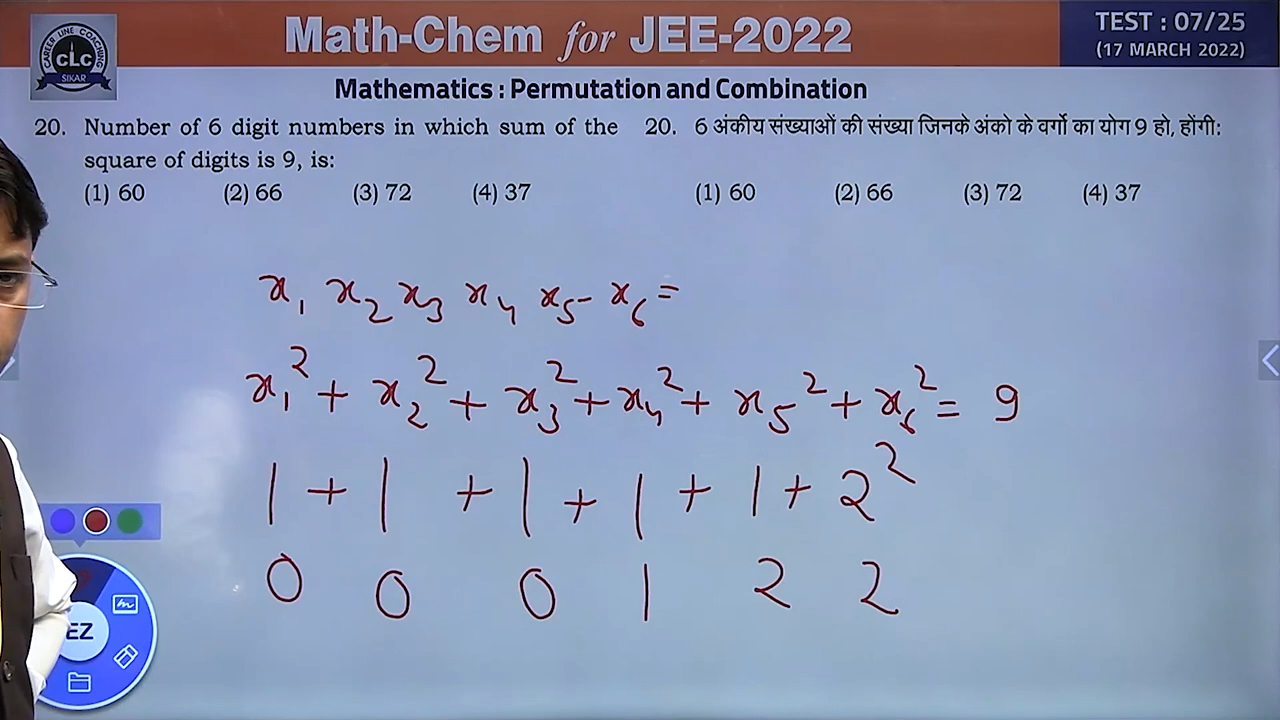 CAREER LINE COACHING
CLC
SIKAR
Math-Chem for JEE-2022
TEST : 07/25
(17 MARCH 2022)
Mathematics : Permutation and Combination
20. Number of 6 digit numbers in which sum of the
square of digits is 9, is:
(1) 60 (2) 66 (3) 72 (4) 37
20. 6 अंकीय संख्याओं की संख्या जिनके अंको के वर्गो का योग 9 हो, होंगी:
(1) 60 (2) 66 (3) 72 (4) 37
x₁ x₂ x₃ x₄ x₅ x₆ =
x₁² + x₂² + x₃² + x₄² + x₅² + x₆² = 9
1 + 1 + 1 + 1 + 1 + 2²
0 0 0 1 2 2
EZ